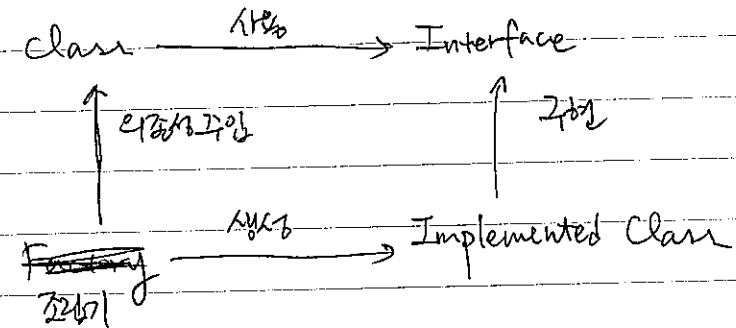 사용
Class Interface
의존성 주입 구현
생성
Factory Implemented Class
조립기